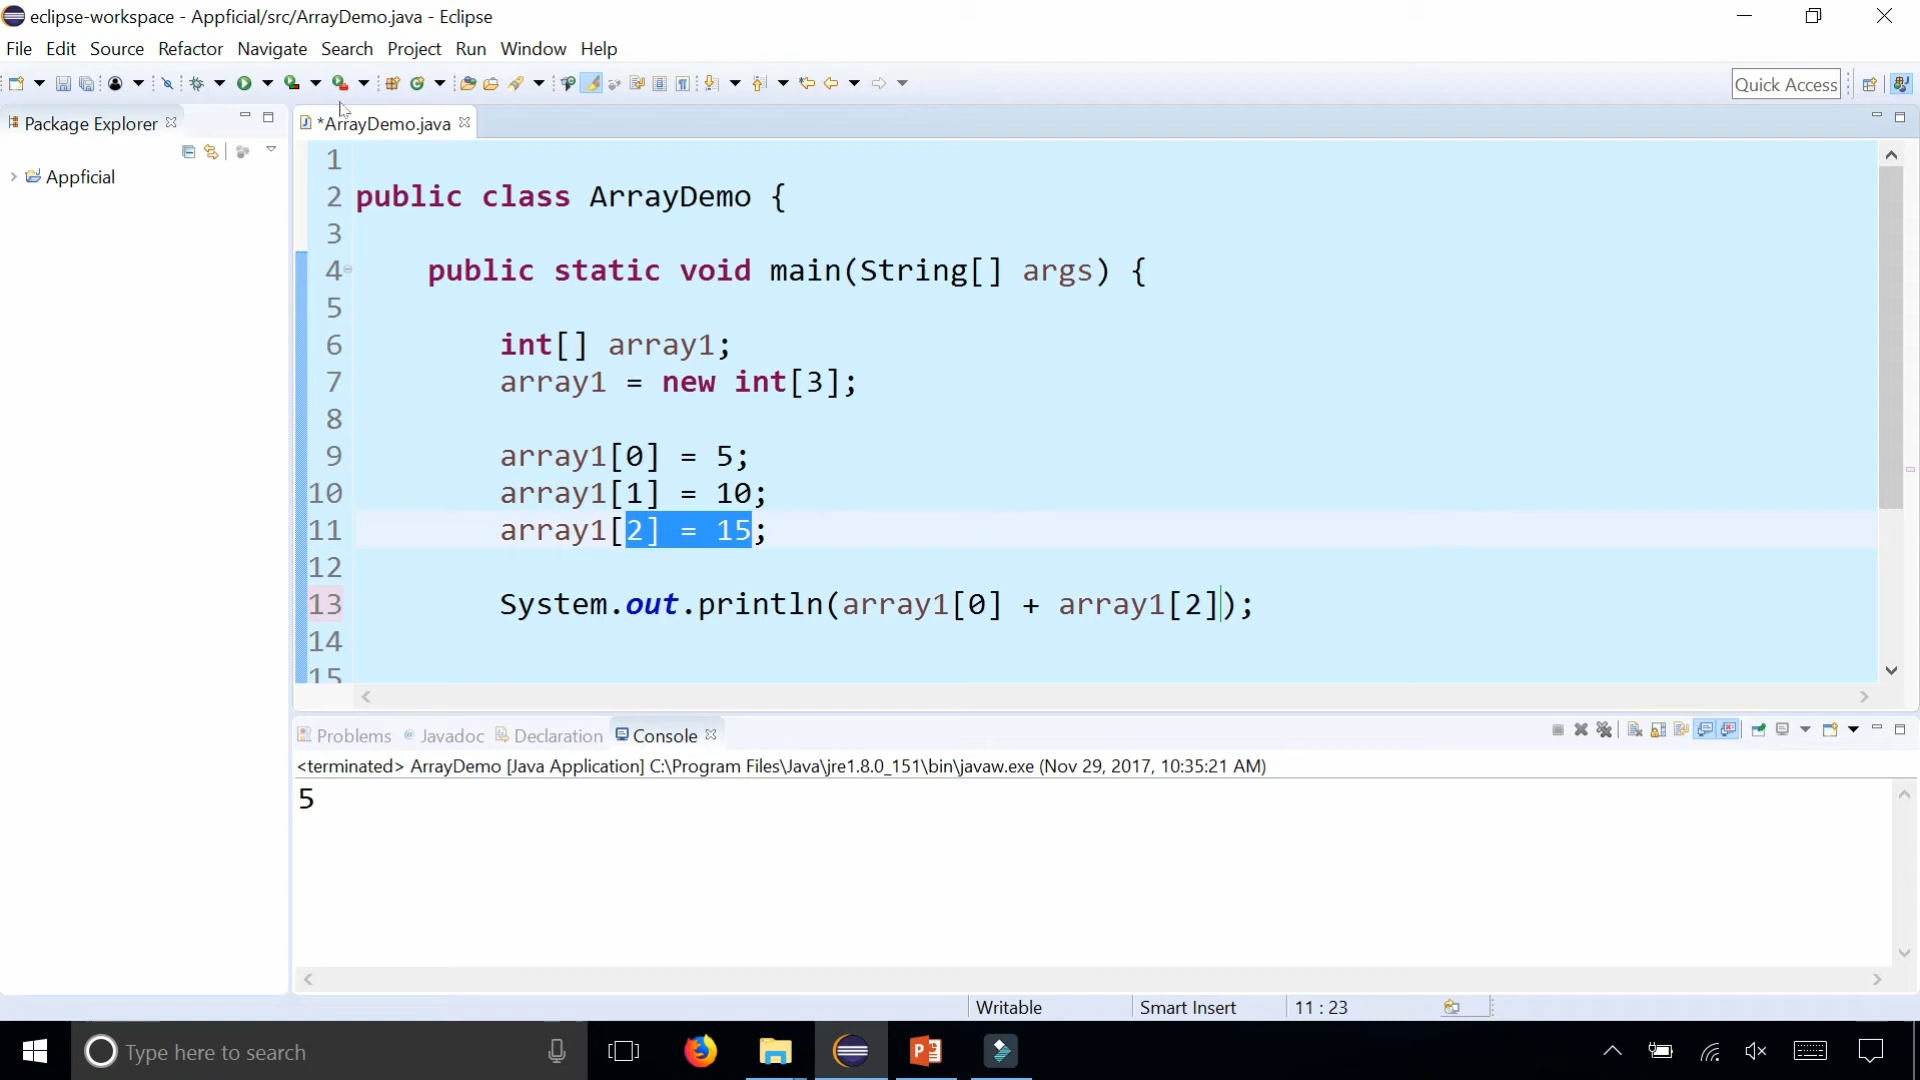 eclipse-workspace - Appficial/src/ArrayDemo.java - Eclipse
File Edit Source Refactor Navigate Search Project Run Window Help
Quick Access
Package Explorer
*ArrayDemo.java
Appficial
1
2 public class ArrayDemo {
3
4 public static void main(String[] args) {
5
6 int[] array1;
7 array1 = new int[3];
8
9 array1[0] = 5;
10 array1[1] = 10;
11 array1[2] = 15;
12
13 System.out.println(array1[0] + array1[2]);
14
15
Problems Javadoc Declaration Console
<terminated> ArrayDemo [Java Application] C:\Program Files\Java\jre1.8.0_151\bin\javaw.exe (Nov 29, 2017, 10:35:21 AM)
5
Writable Smart Insert 11 : 23
Type here to search